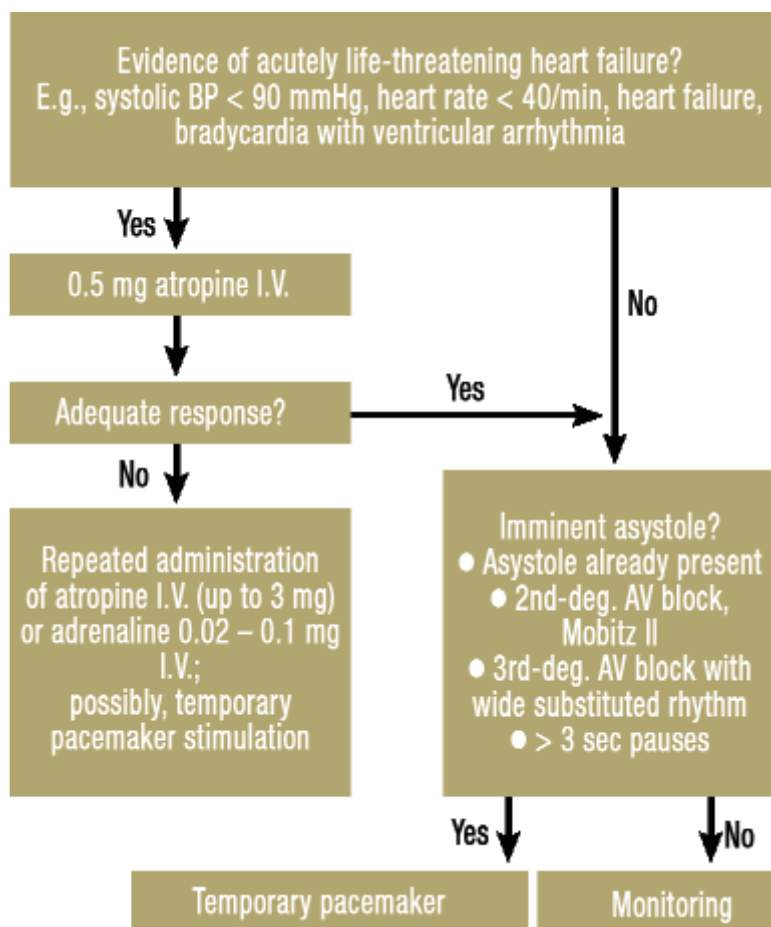 Evidence of acutely life-threatening heart failure?
E.g., systolic BP < 90 mmHg, heart rate < 40/min, heart failure,
bradycardia with ventricular arrhythmia
Yes
No
0.5 mg atropine I.V.
Adequate response?
Yes
No
Repeated administration
of atropine I.V. (up to 3 mg)
or adrenaline 0.02 – 0.1 mg
I.V.;
possibly, temporary
pacemaker stimulation
Imminent asystole?
● Asystole already present
● 2nd-deg. AV block,
Mobitz II
● 3rd-deg. AV block with
wide substituted rhythm
● > 3 sec pauses
Yes
No
Temporary pacemaker
Monitoring